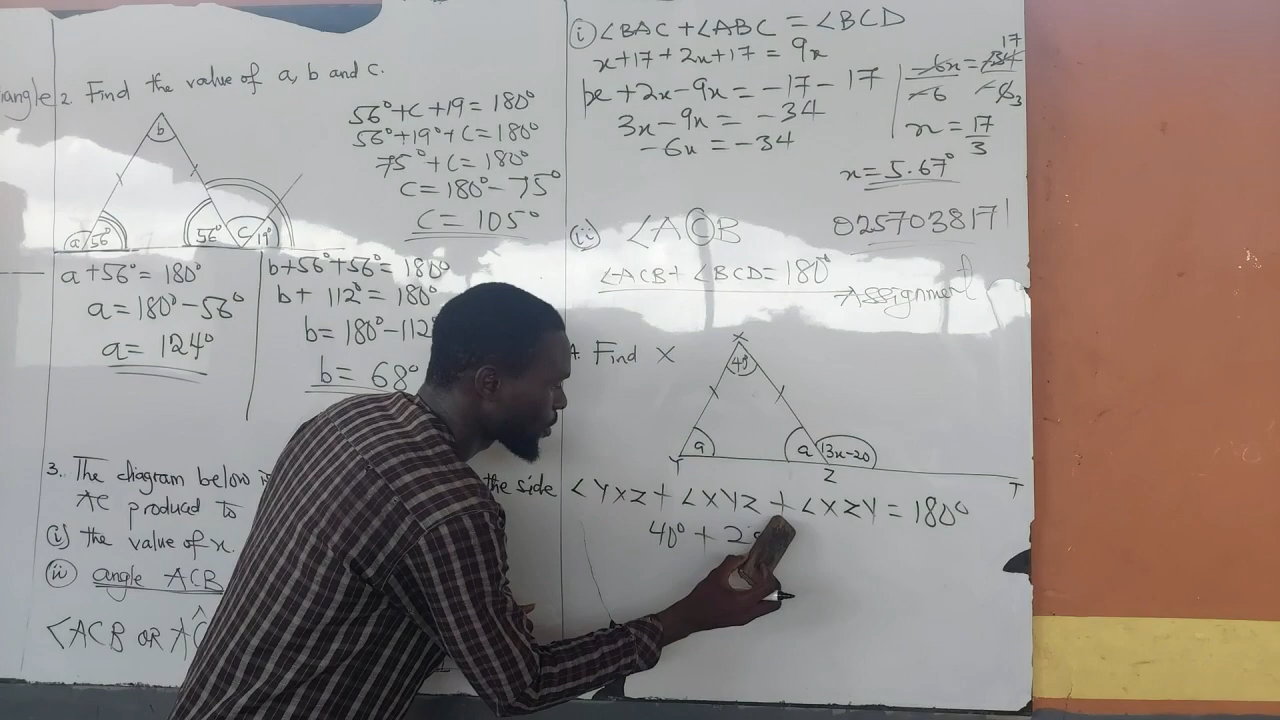 iangle
2. Find the value of a, b and c.
b
a
56°
56°
c
19°
56°+c+19=180°
56°+19°+c=180°
75°+c=180°
c=180°-75°
c=105°
a+56°=180°
a=180°-56°
a=124°
b+56°+56°=180°
b+112°=180°
b=180°-112
b=68°
3. The diagram below
the side
AC produced to
(i) the value of x.
(ii) angle ACB
<ACB OR AC
(i) ∠BAC+∠ABC=∠BCD
x+17+2x+17=9x
+2x-9x=-17-17
3x-9x=-34
-6x=-34
17
-6x=-34
-6 -6 3
x=17/3
x=5.67°
(ii) ∠ACB
0257038171
∠ACB+∠BCD=180°
Assignment
4. Find X
X
40°
a
a
(3x-20
Y
Z
T
∠YXZ+∠XYZ+∠XZY=180°
40°+2